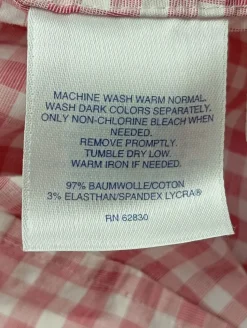 MACHINE WASH WARM NORMAL.
WASH DARK COLORS SEPARATELY.
ONLY NON-CHLORINE BLEACH WHEN
NEEDED.
REMOVE PROMPTLY.
TUMBLE DRY LOW.
WARM IRON IF NEEDED.
97% BAUMWOLLE/COTTON
3% ELASTHAN/SPANDEX LYCRA®
RN 62830